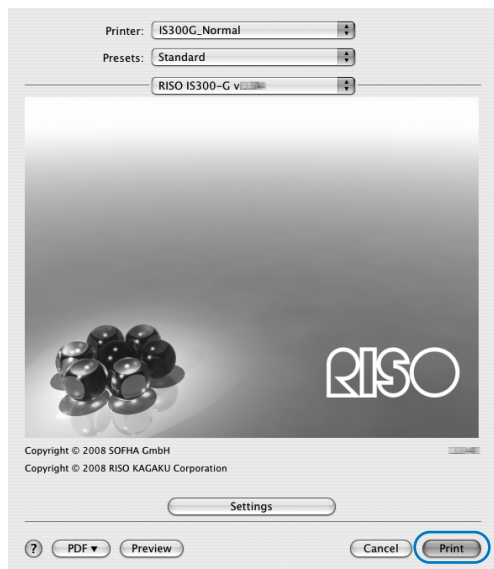 Printer: IS300G_Normal
Presets: Standard
RISO IS300-G v
RISO
Copyright © 2008 SOFHA GmbH
Copyright © 2008 RISO KAGAKU Corporation
Settings
? PDF▼ Preview Cancel Print